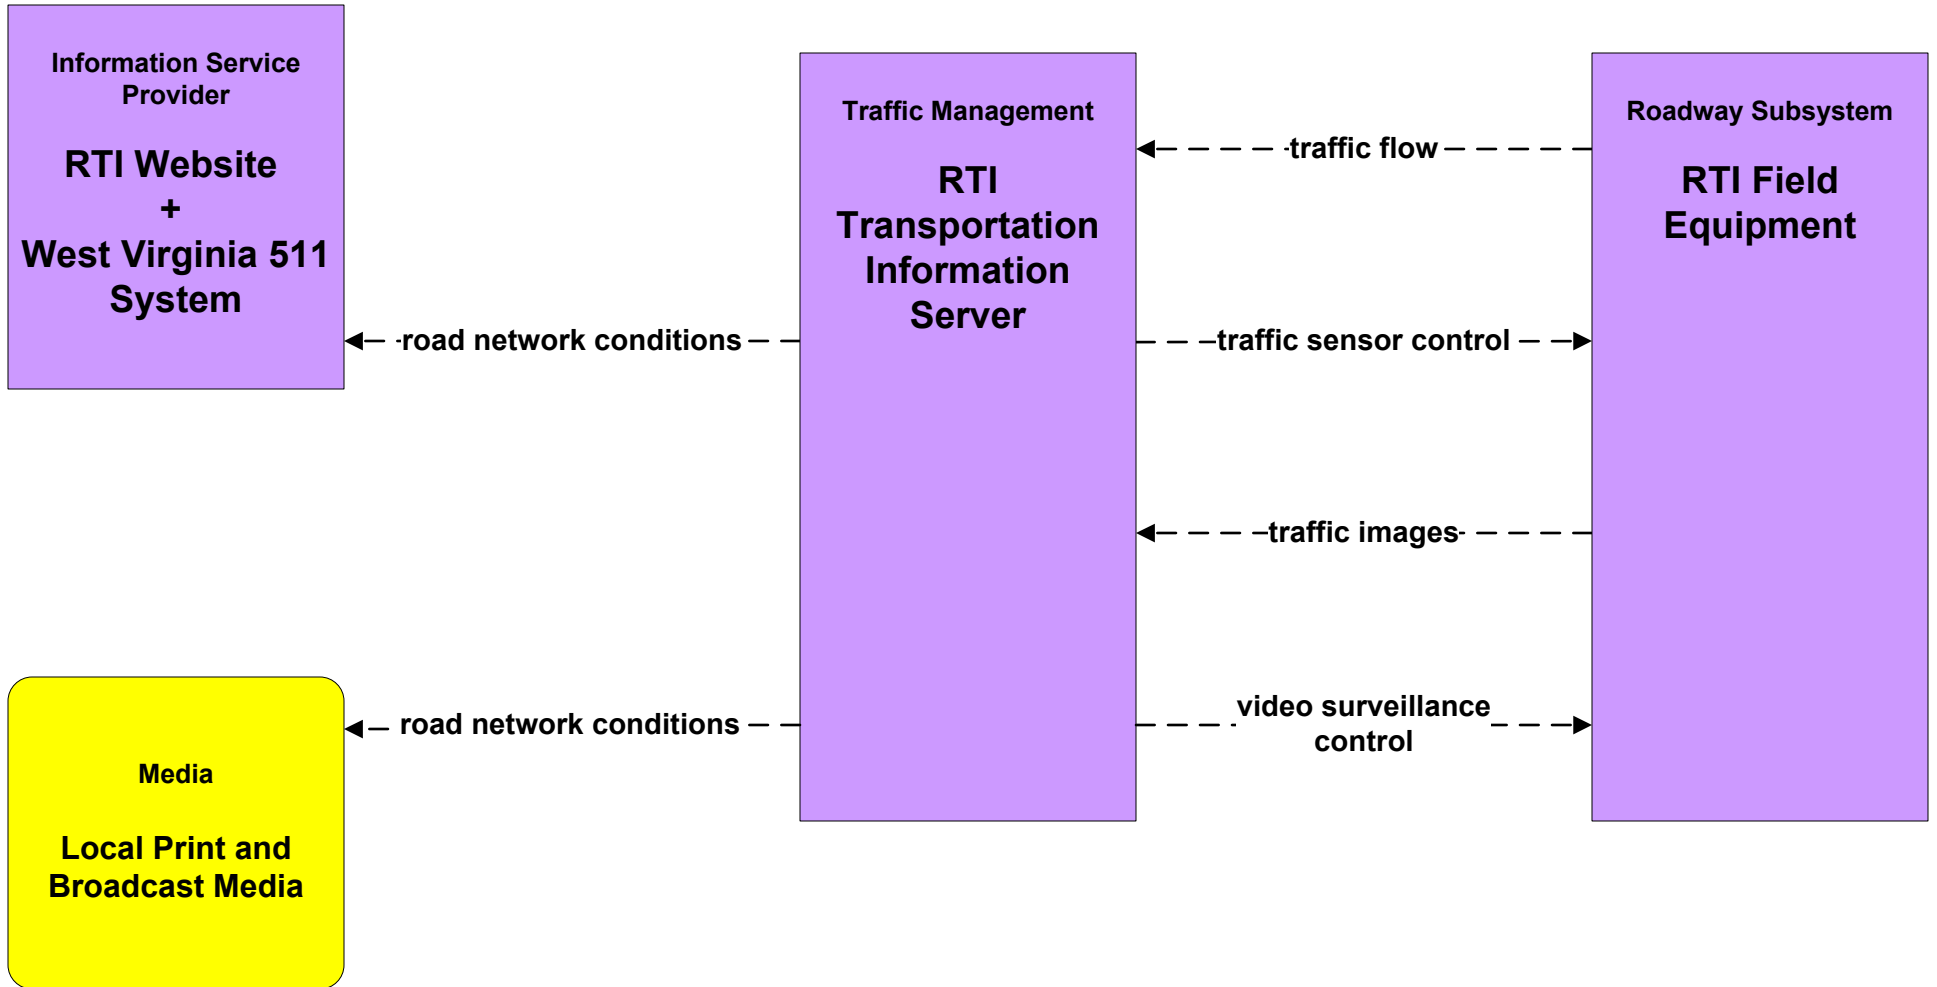 Information Service
Provider
RTI Website
+
West Virginia 511
System
road network conditions
Media
Local Print and
Broadcast Media
road network conditions
Traffic Management
RTI
Transportation
Information
Server
traffic flow
traffic sensor control
traffic images
video surveillance
control
Roadway Subsystem
RTI Field
Equipment